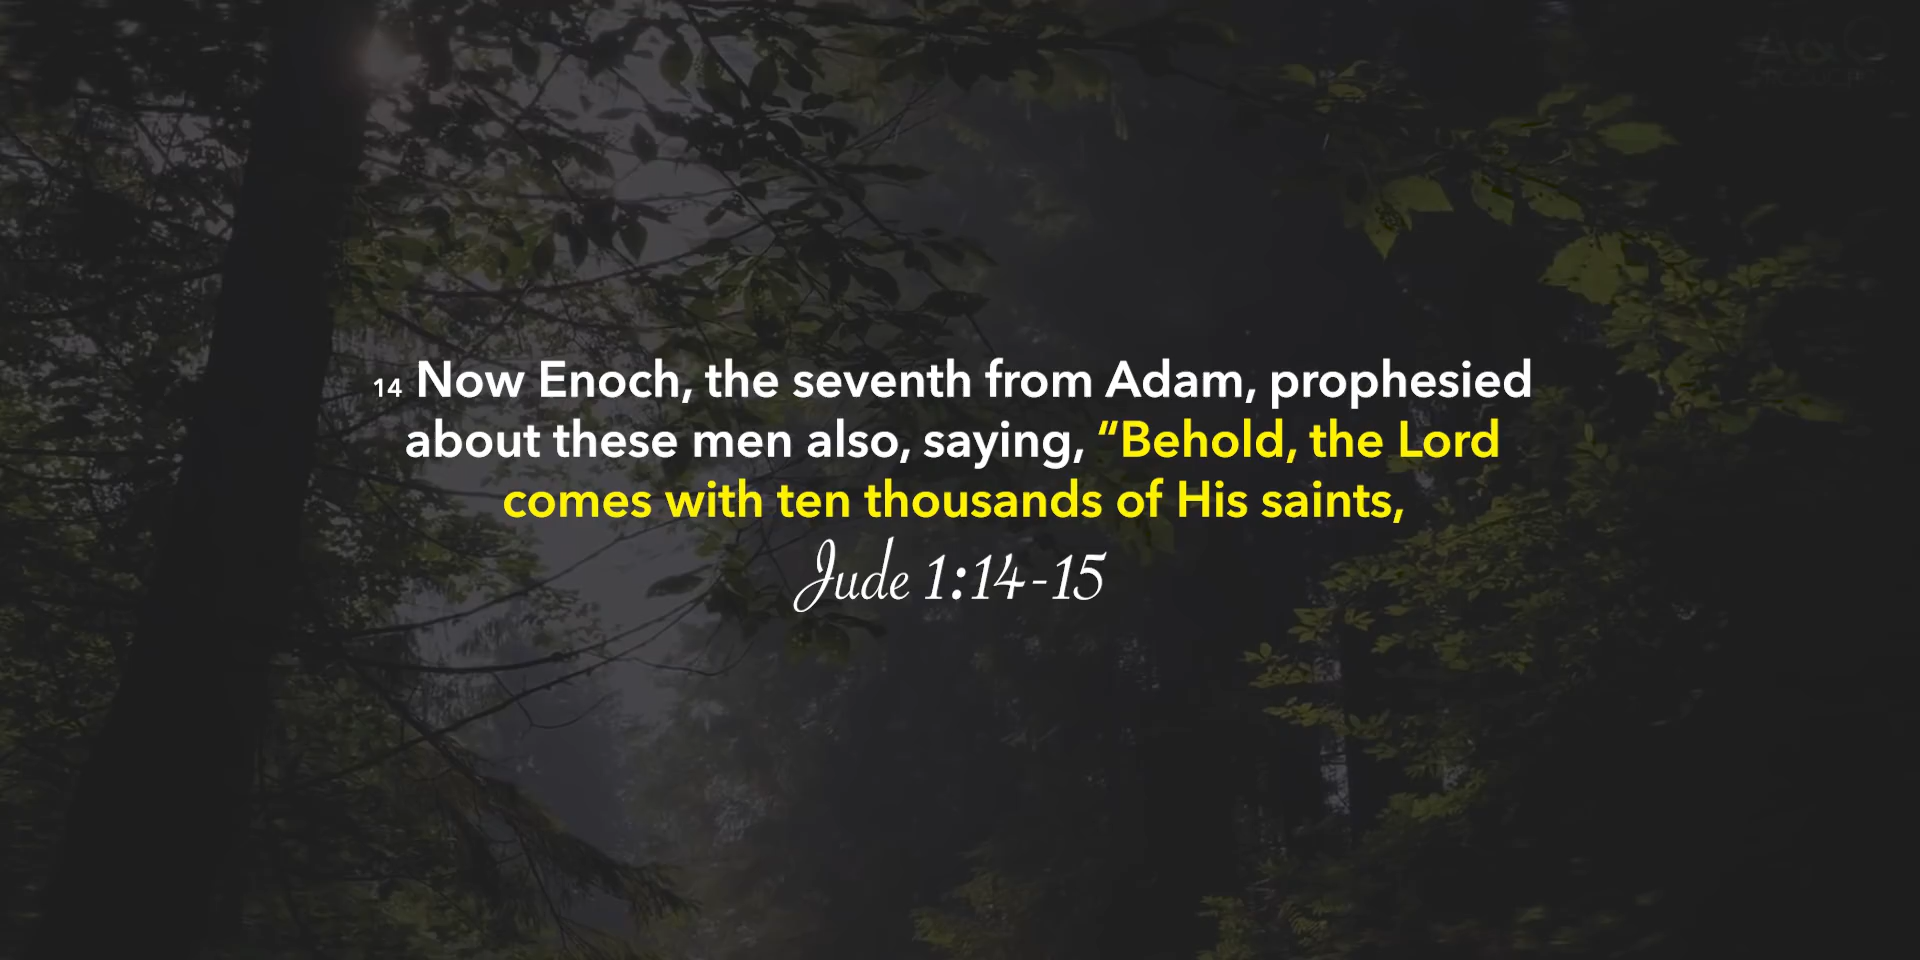 14 Now Enoch, the seventh from Adam, prophesied
about these men also, saying, “Behold, the Lord
comes with ten thousands of His saints,
Jude 1:14-15